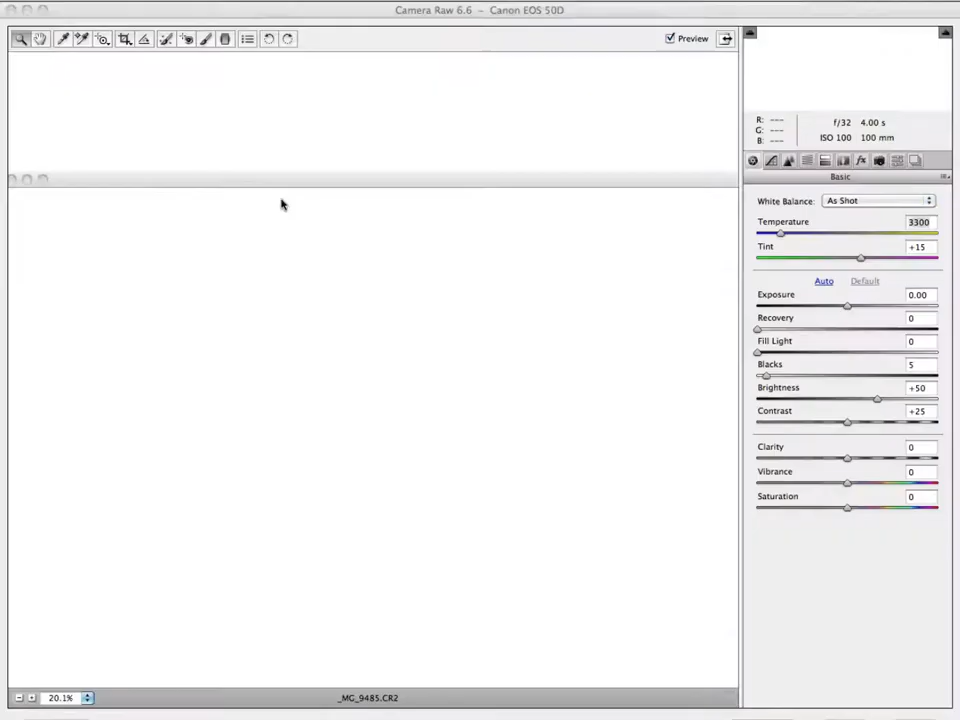 Camera Raw 6.6 – Canon EOS 50D
Preview
R: ---
G: ---
B: ---
f/32 4.00 s
ISO 100 100 mm
fx
Basic
White Balance: As Shot
Temperature 3300
Tint +15
Auto Default
Exposure 0.00
Recovery 0
Fill Light 0
Blacks 5
Brightness +50
Contrast +25
Clarity 0
Vibrance 0
Saturation 0
20.1% _MG_9485.CR2